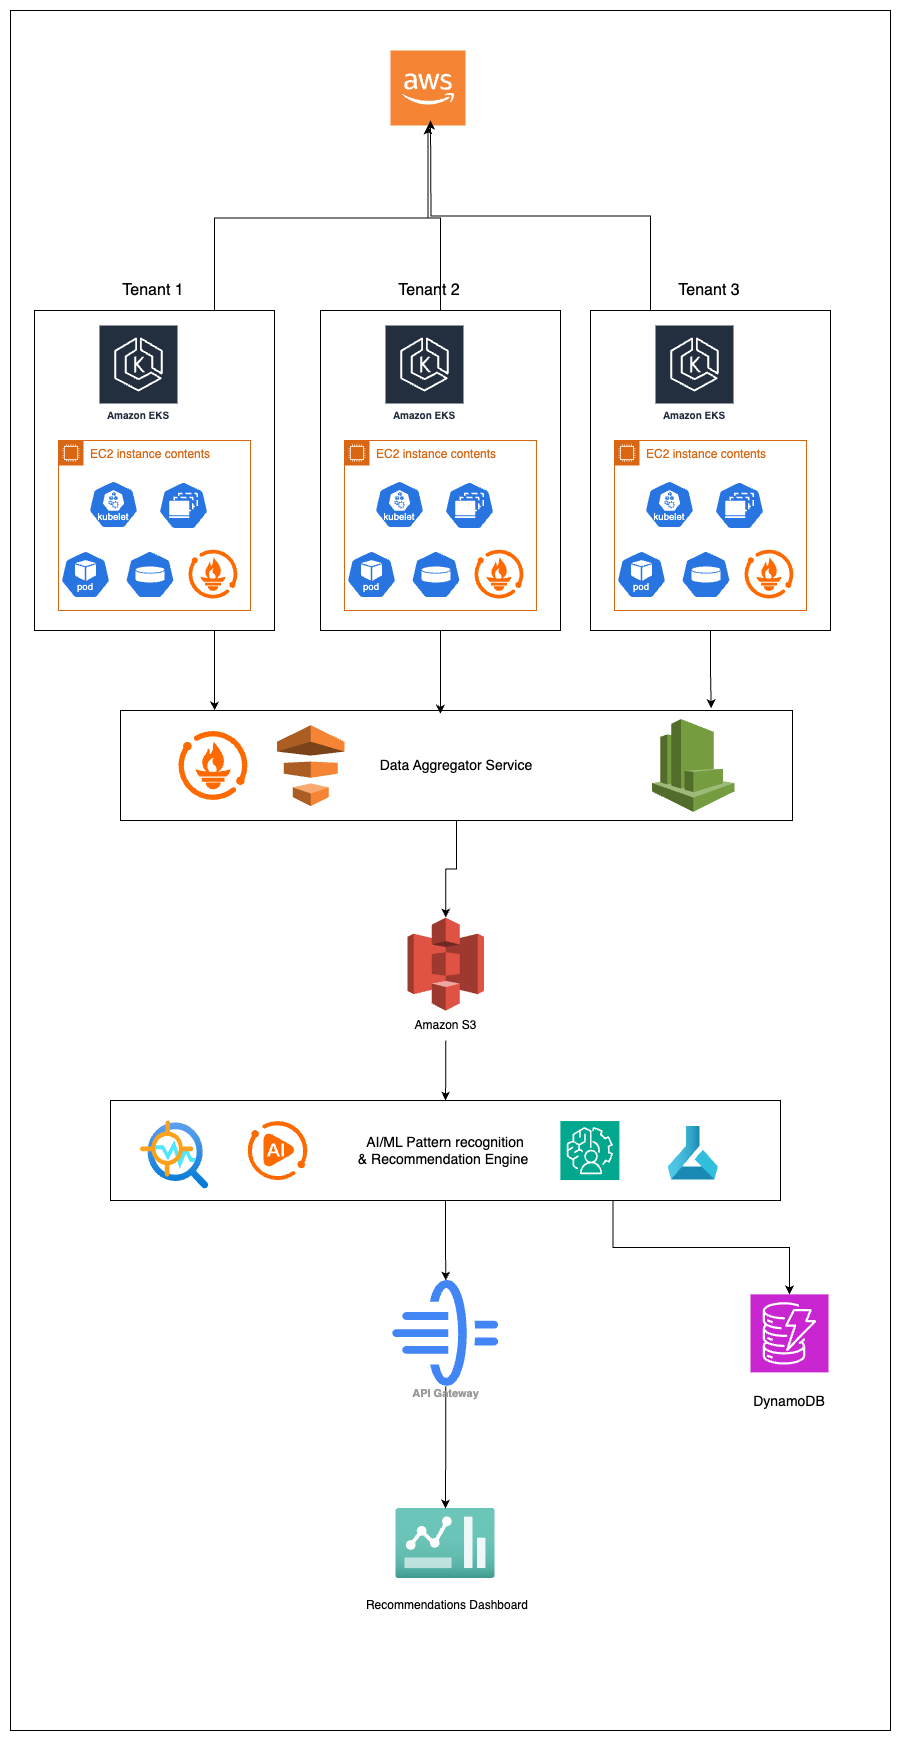 aws
Tenant 1
Tenant 2
Tenant 3
K
Amazon EKS
K
Amazon EKS
K
Amazon EKS
EC2 instance contents
kubelet
pod
EC2 instance contents
kubelet
pod
EC2 instance contents
kubelet
pod
Data Aggregator Service
Amazon S3
AI
AI/ML Pattern recognition
& Recommendation Engine
API Gateway
DynamoDB
Recommendations Dashboard